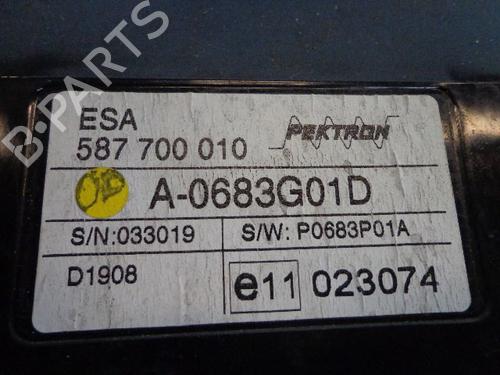 B-PARTS
ESA
587 700 010
PEKTRON
A-0683G01D
S/N:033019
S/W: P0683P01A
D1908
e11 023074